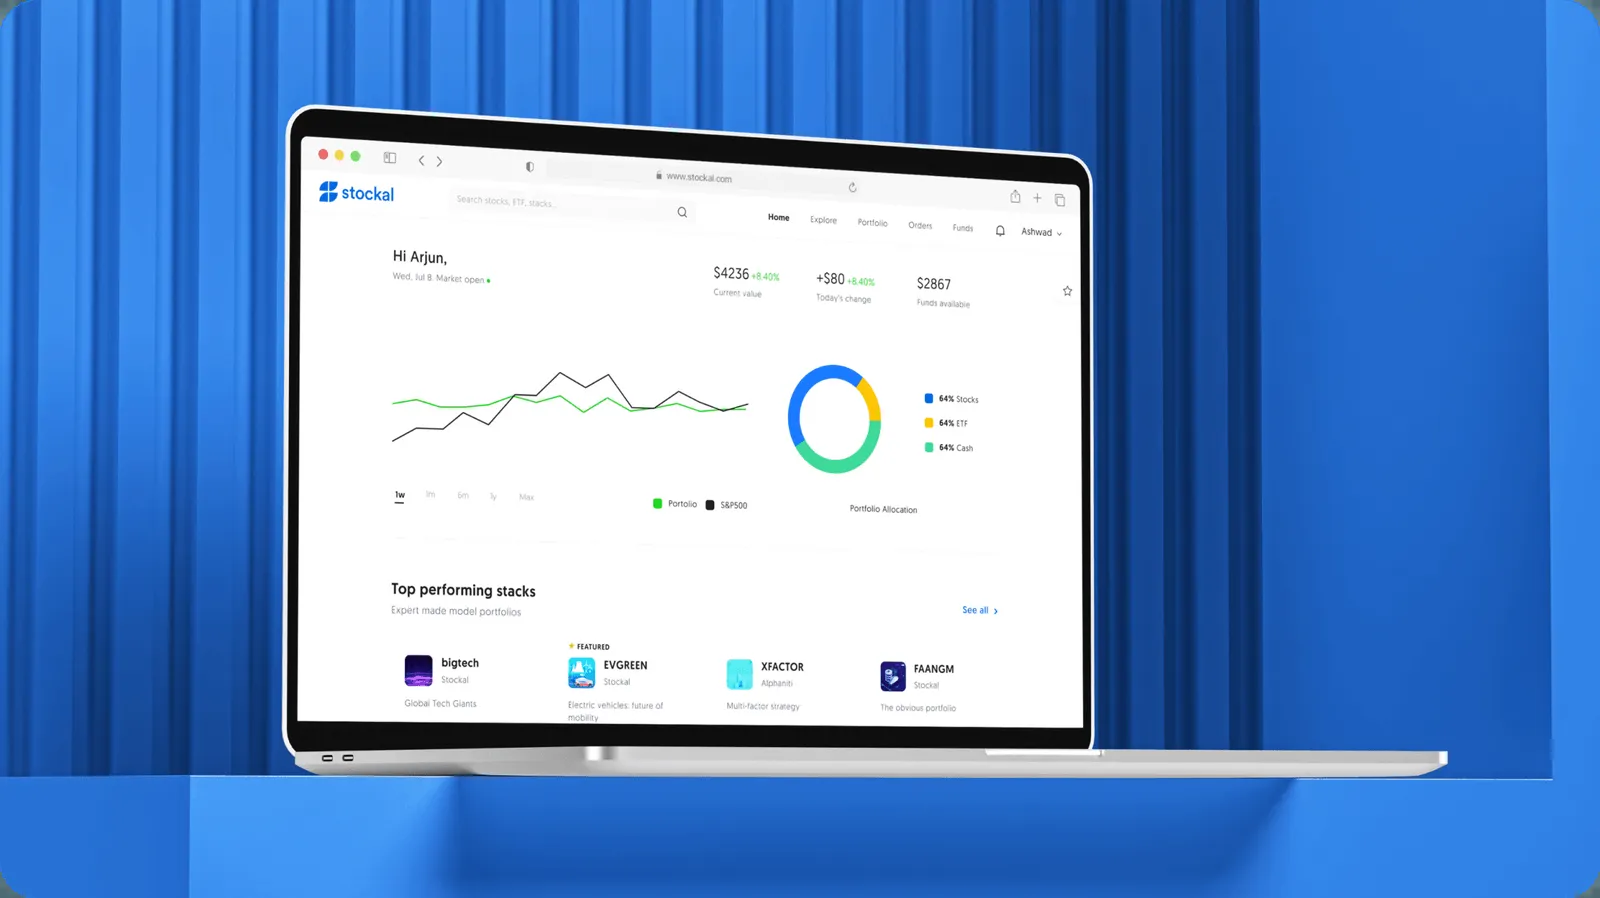 www.stockal.com
stockal
Search stocks, ETF, stacks..
Home Explore Portfolio Orders Funds Ashwad
Hi Arjun,
Wed, Jul 8. Market open
$4236 +8.40%
Current value
+$80 +8.40%
Today's change
$2867
Funds available
64% Stocks
64% ETF
64% Cash
1w 1m 6m 1y Max
Portolio S&P500
Portfolio Allocation
Top performing stacks
Expert made model portfolios
See all
bigtech
Stockal
Global Tech Giants
FEATURED
EVGREEN
Stockal
Electric vehicles: future of
mobility
XFACTOR
Alphaniti
Multi-factor strategy
FAANGM
Stockal
The obvious portfolio